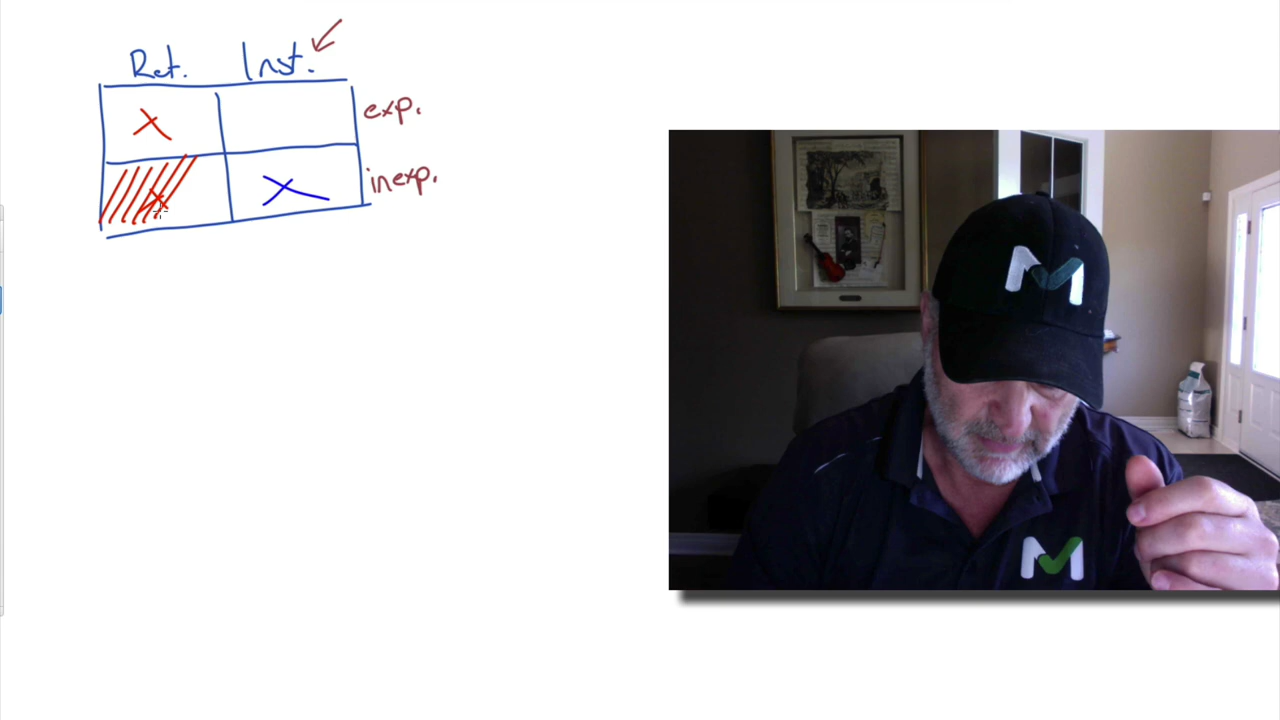 Ret. Inst.
X exp.
X X inexp.
M
M